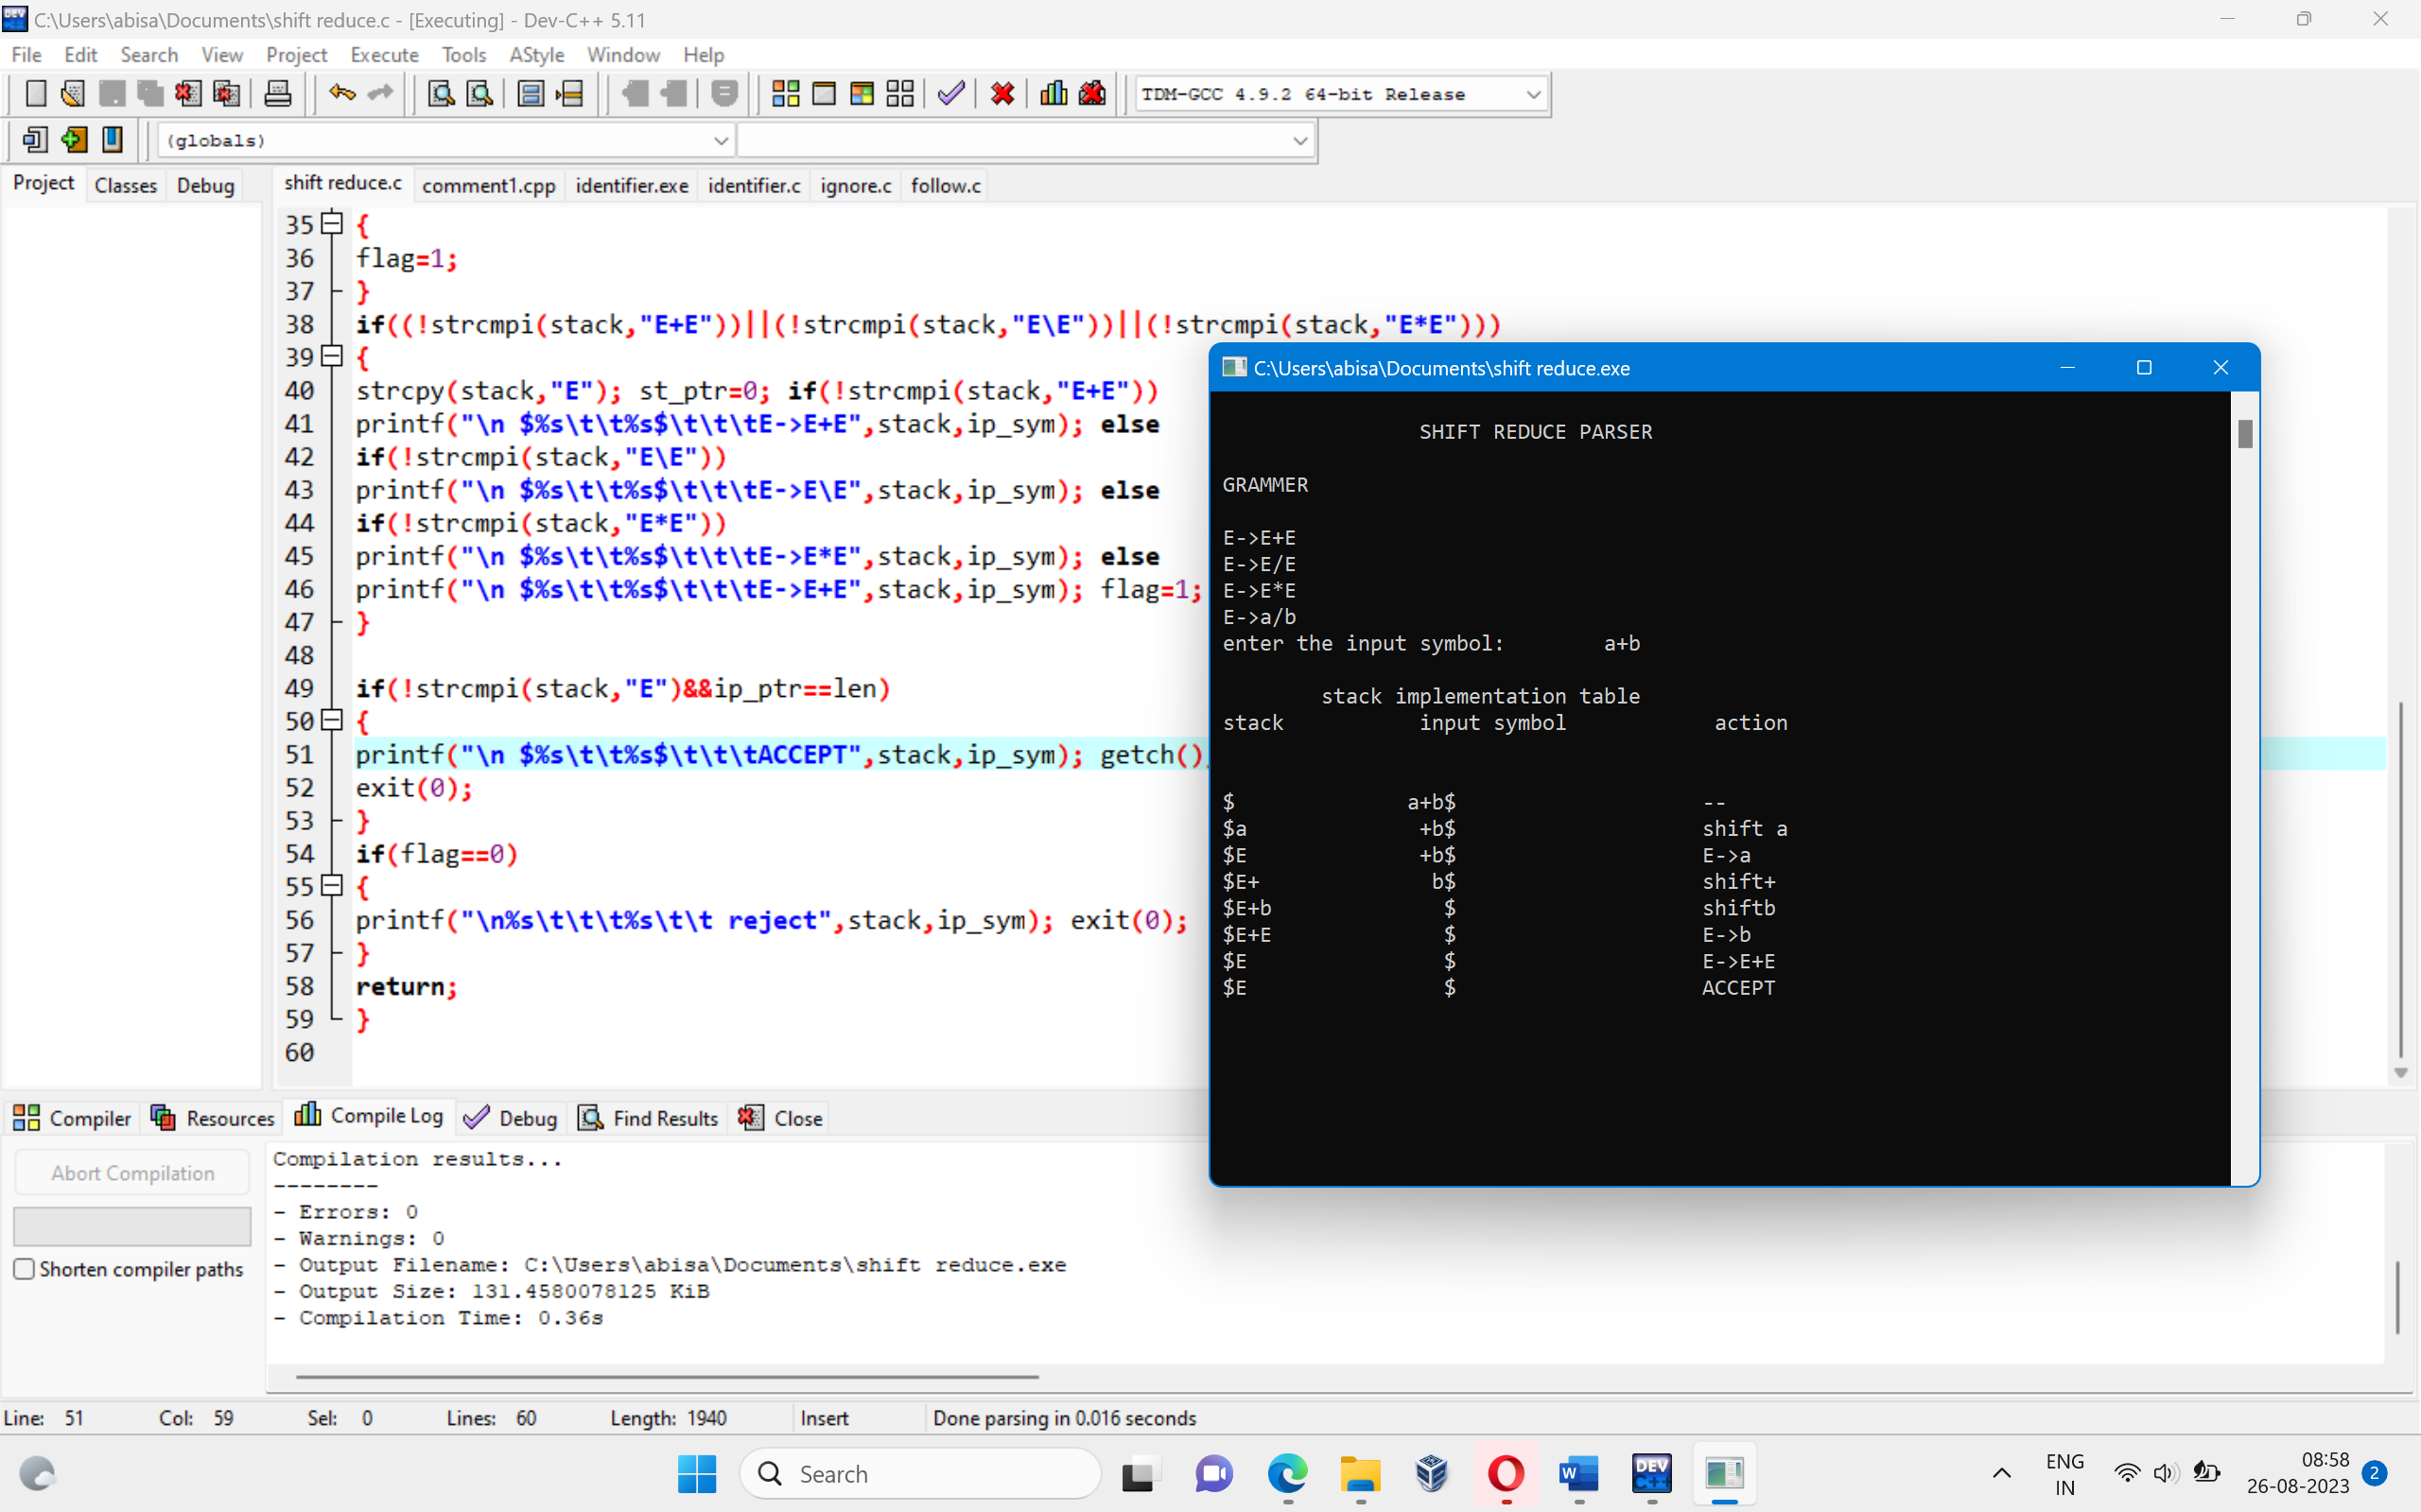 C:\Users\abisa\Documents\shift reduce.c - [Executing] - Dev-C++ 5.11
File Edit Search View Project Execute Tools AStyle Window Help
TDM-GCC 4.9.2 64-bit Release
(globals)
Project Classes Debug
shift reduce.c comment1.cpp identifier.exe identifier.c ignore.c follow.c
35 {
36 flag=1;
37 }
38 if((!strcmpi(stack,"E+E"))||(!strcmpi(stack,"E\E"))||(!strcmpi(stack,"E*E")))
39 {
40 strcpy(stack,"E"); st_ptr=0; if(!strcmpi(stack,"E+E"))
41 printf("\n $%s\t\t%s$\t\t\tE->E+E",stack,ip_sym); else
42 if(!strcmpi(stack,"E\E"))
43 printf("\n $%s\t\t%s$\t\t\tE->E\E",stack,ip_sym); else
44 if(!strcmpi(stack,"E*E"))
45 printf("\n $%s\t\t%s$\t\t\tE->E*E",stack,ip_sym); else
46 printf("\n $%s\t\t%s$\t\t\tE->E+E",stack,ip_sym); flag=1;
47 }
48
49 if(!strcmpi(stack,"E")&&ip_ptr==len)
50 {
51 printf("\n $%s\t\t%s$\t\t\tACCEPT",stack,ip_sym); getch()
52 exit(0);
53 }
54 if(flag==0)
55 {
56 printf("\n%s\t\t\t%s\t\t reject",stack,ip_sym); exit(0);
57 }
58 return;
59 }
60
C:\Users\abisa\Documents\shift reduce.exe
SHIFT REDUCE PARSER
GRAMMER
E->E+E
E->E/E
E->E*E
E->a/b
enter the input symbol: a+b
stack implementation table
stack input symbol action
$ a+b$ --
$a +b$ shift a
$E +b$ E->a
$E+ b$ shift+
$E+b $ shiftb
$E+E $ E->b
$E $ E->E+E
$E $ ACCEPT
Compiler Resources Compile Log Debug Find Results Close
Abort Compilation
Shorten compiler paths
Compilation results...
--------
- Errors: 0
- Warnings: 0
- Output Filename: C:\Users\abisa\Documents\shift reduce.exe
- Output Size: 131.4580078125 KiB
- Compilation Time: 0.36s
Line: 51 Col: 59 Sel: 0 Lines: 60 Length: 1940 Insert Done parsing in 0.016 seconds
Search
W
DEV C++
ENG
IN
08:58
26-08-2023
2